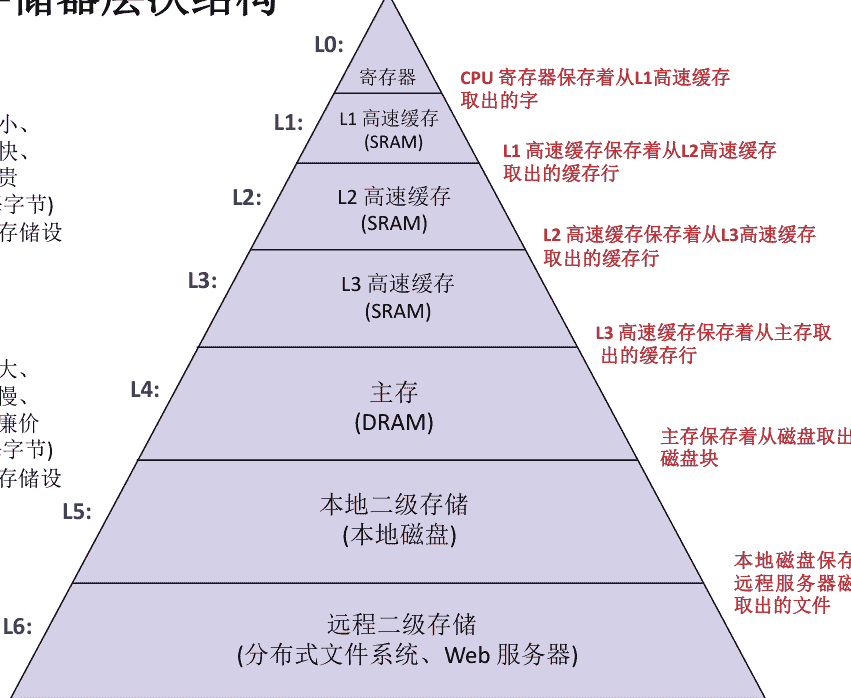 储器层次结构
L0:
寄存器
CPU 寄存器保存着从L1高速缓存
取出的字
小、
快、
贵
字节)
存储设
L1:
L1 高速缓存
(SRAM)
L1 高速缓存保存着从L2高速缓存
取出的缓存行
L2:
L2 高速缓存
(SRAM)
L2 高速缓存保存着从L3高速缓存
取出的缓存行
L3:
L3 高速缓存
(SRAM)
L3 高速缓存保存着从主存取
出的缓存行
大、
慢、
廉价
字节)
存储设
L4:
主存
(DRAM)
主存保存着从磁盘取出
磁盘块
L5:
本地二级存储
(本地磁盘)
本地磁盘保存
远程服务器磁
取出的文件
L6:
远程二级存储
(分布式文件系统、Web 服务器)